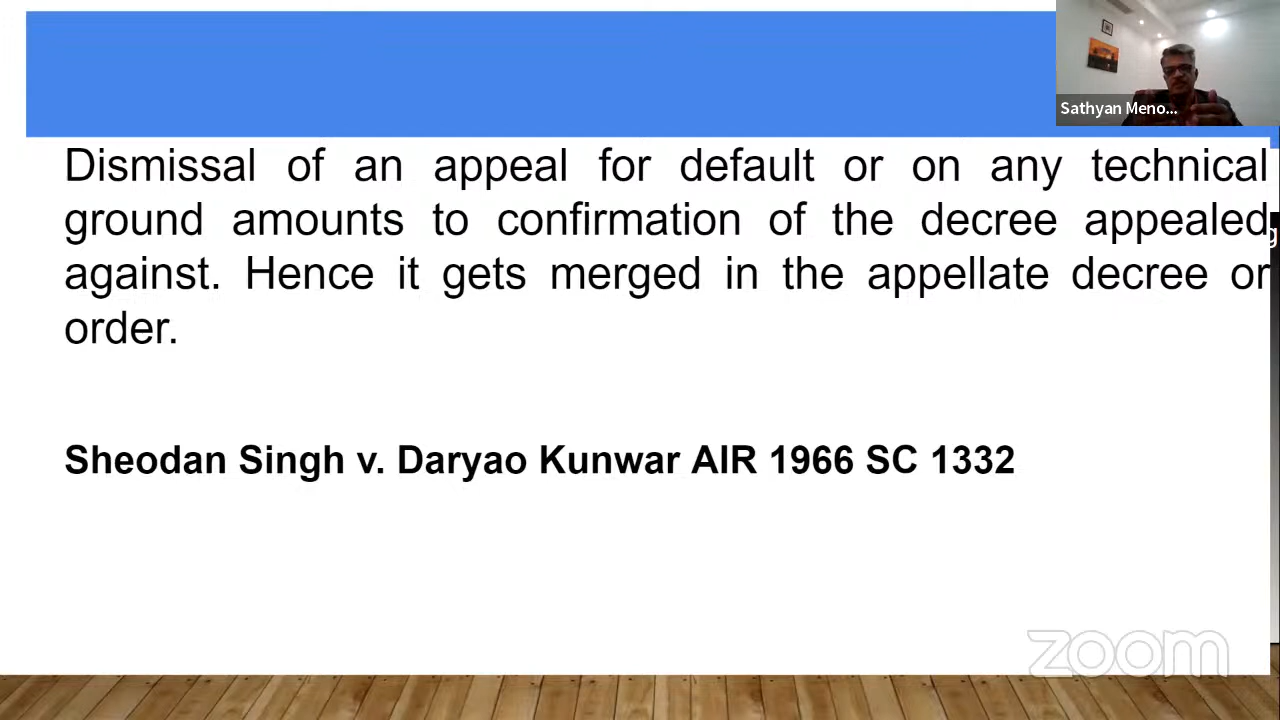 Sathyan Meno...
Dismissal of an appeal for default or on any technical
ground amounts to confirmation of the decree appealed
against. Hence it gets merged in the appellate decree or
order.
Sheodan Singh v. Daryao Kunwar AIR 1966 SC 1332
g
zoom